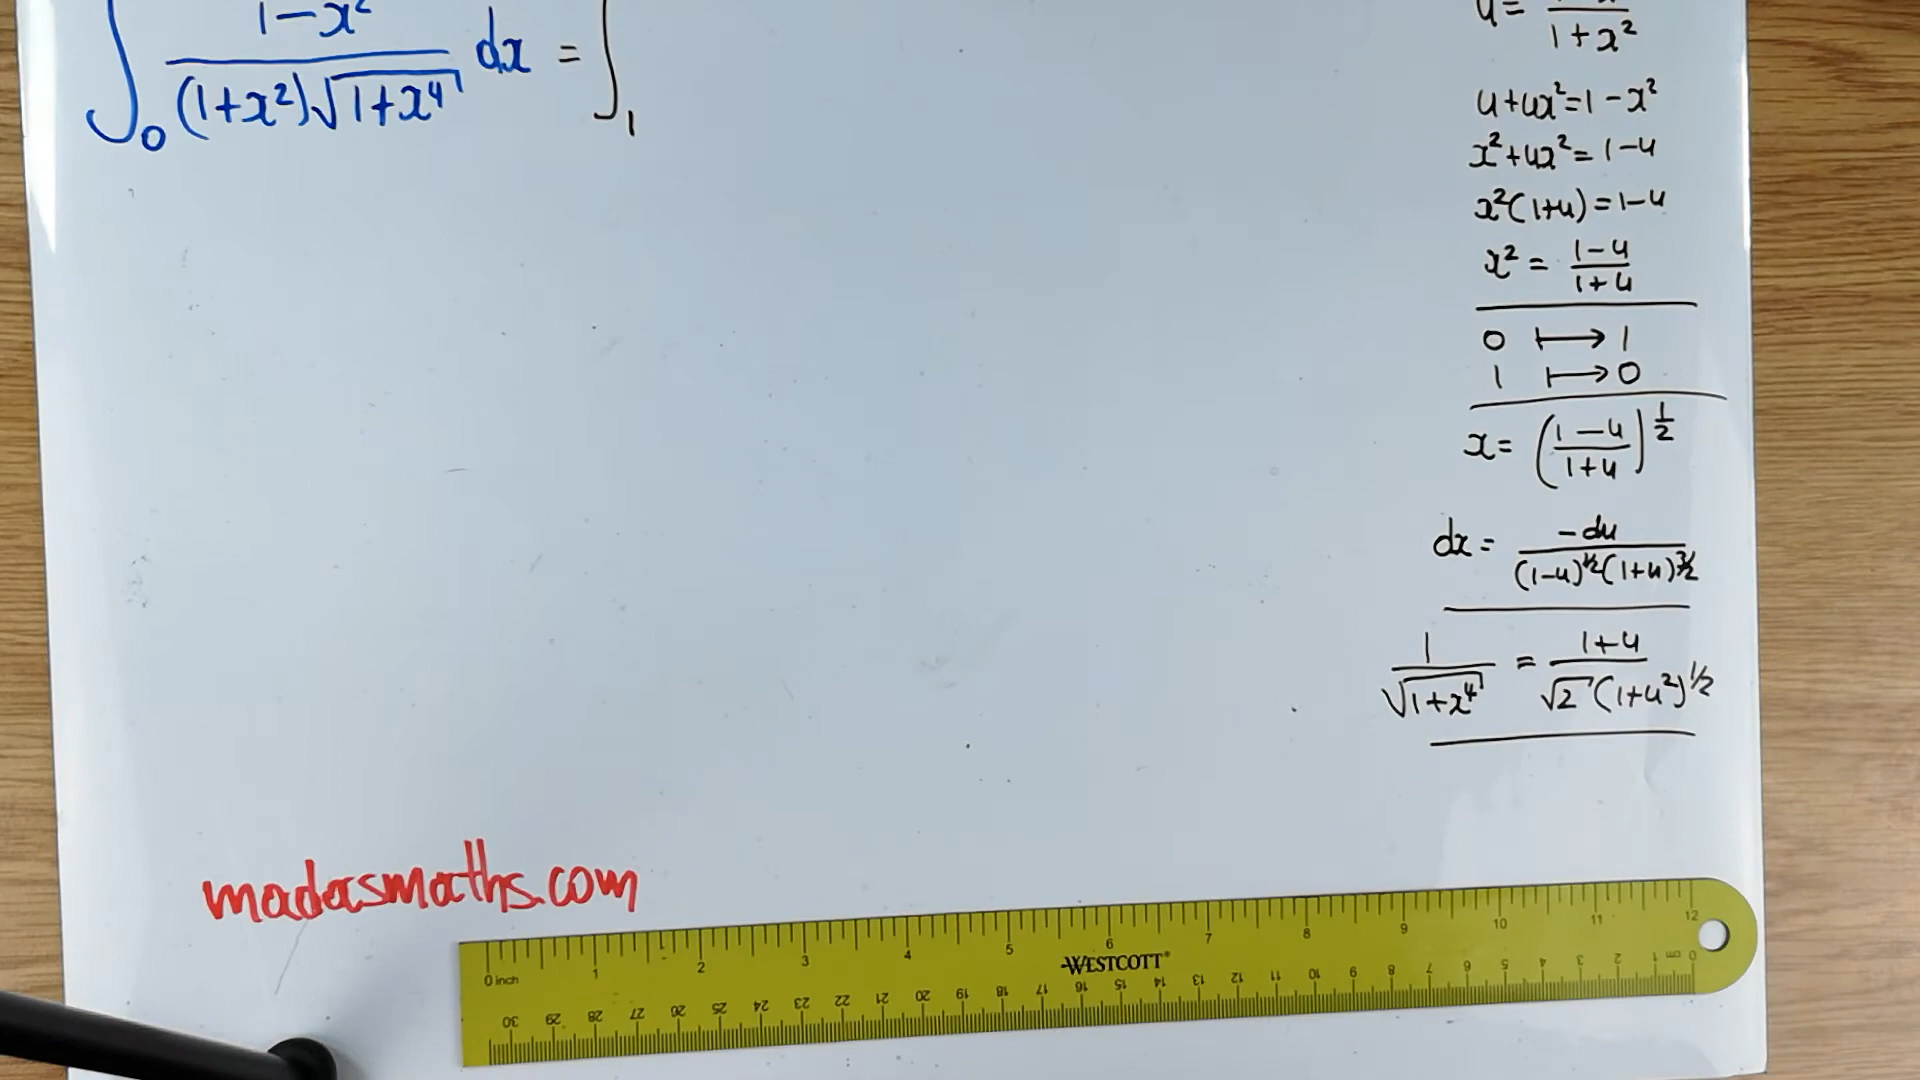 ∫₀ (1-x²)/((1+x²)√(1+x⁴)) dx = ∫₁
u = /(1+x²)
u+ux²=1-x²
x²+ux²=1-u
x²(1+u)=1-u
x² = (1-u)/(1+u)
0 ↦ 1
1 ↦ 0
x= ((1-u)/(1+u))^(1/2)
dx = -du/((1-u)^(1/2)(1+u)^(3/2))
1/√(1+x⁴) = (1+u)/(√2(1+u²)^(1/2))
madasmaths.com
0 inch 1 2 3 4 5 6 7 8 9 10 11 12
WESTCOTT®
30 29 28 27 26 25 24 23 22 21 20 19 18 17 16 15 14 13 12 11 10 9 8 7 6 5 4 3 2 1 cm 0